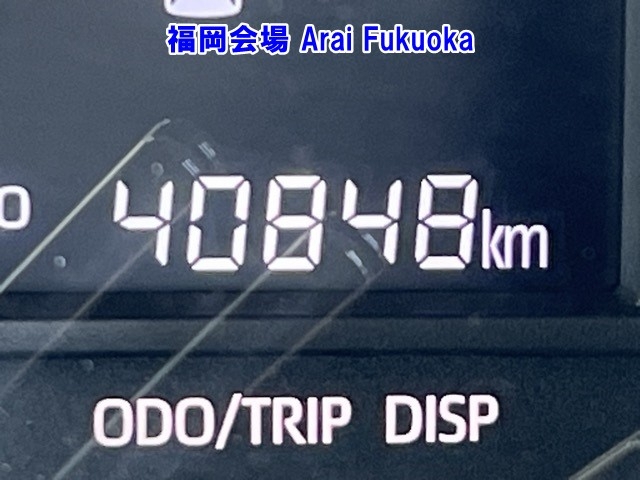 福岡会場 Arai Fukuoka
40848km
ODO/TRIP DISP